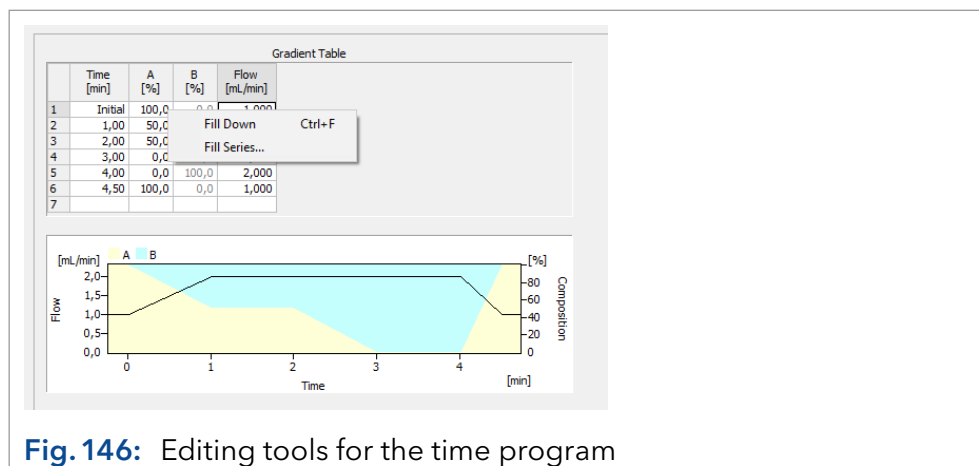 Gradient Table
Time [min] A [%] B [%] Flow [mL/min]
1 Initial 100,0 0,0 1,000
2 1,00 50,0
3 2,00 50,0
4 3,00 0,0
5 4,00 0,0 100,0 2,000
6 4,50 100,0 0,0 1,000
7
Fill Down Ctrl+F
Fill Series...
[mL/min] A B [%]
2,0
1,5
1,0
0,5
0,0
Flow
80
60
40
20
0
Composition
0 1 2 3 4
Time [min]
Fig. 146: Editing tools for the time program